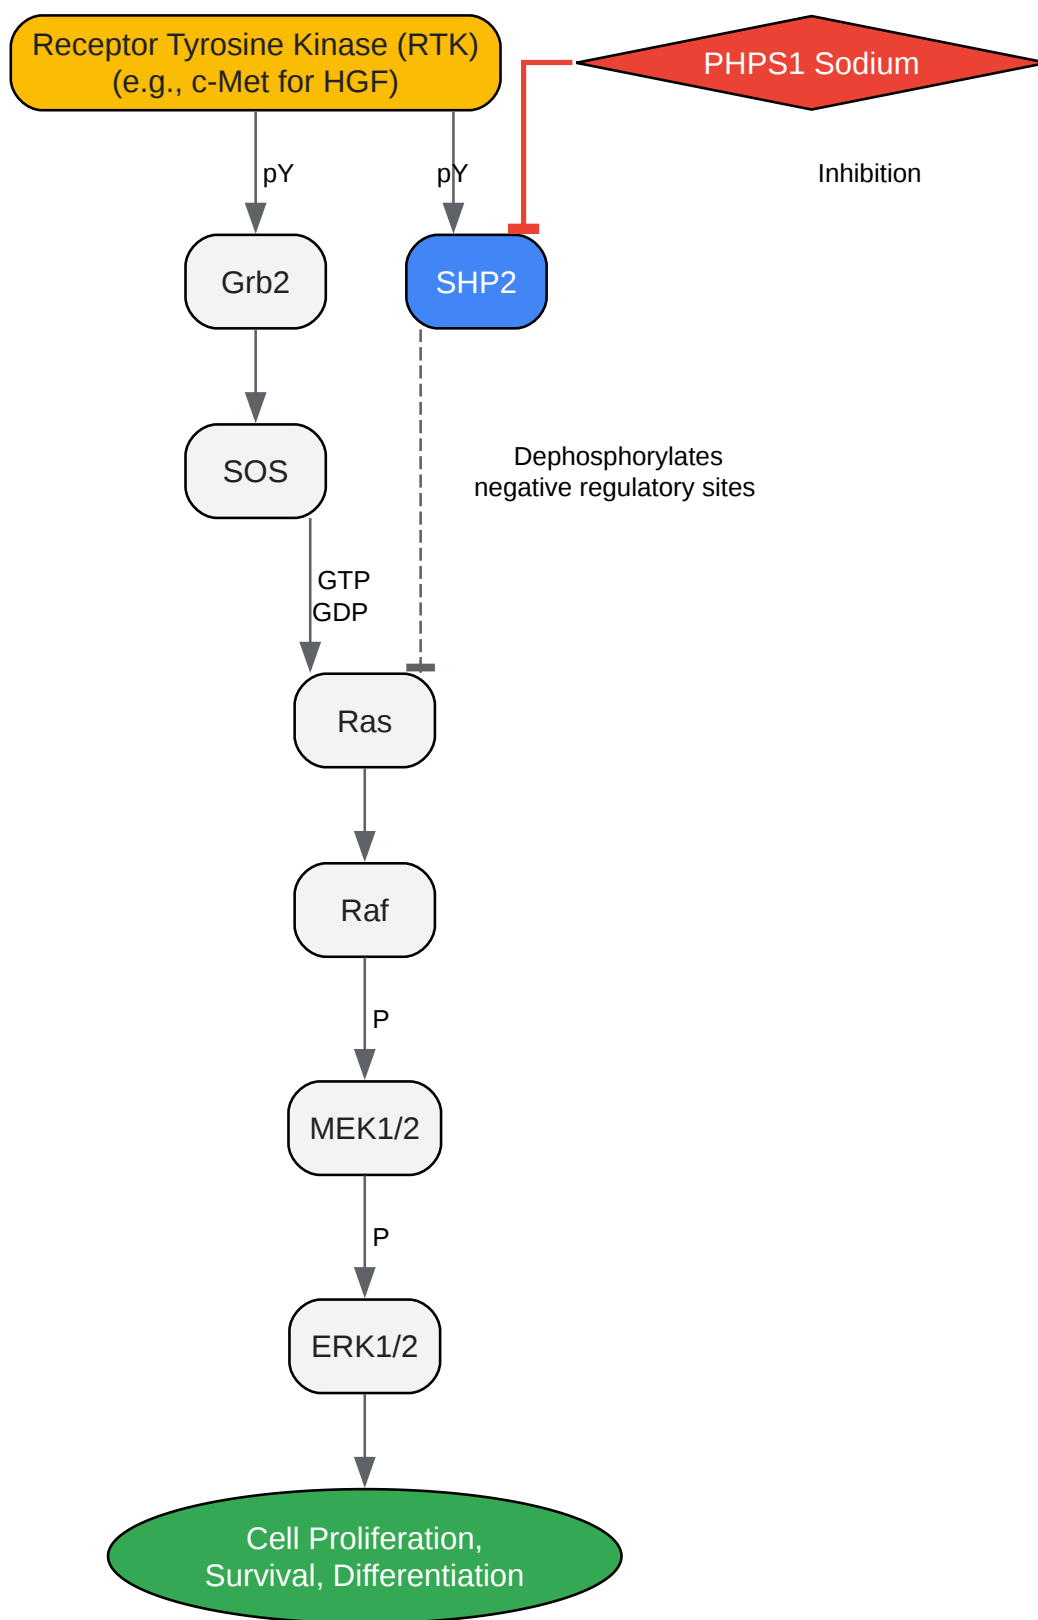 Receptor Tyrosine Kinase (RTK)
(e.g., c-Met for HGF)
PHPS1 Sodium
pY
pY
Inhibition
Grb2
SHP2
SOS
Dephosphorylates
negative regulatory sites
GTP
GDP
Ras
Raf
P
MEK1/2
P
ERK1/2
Cell Proliferation,
Survival, Differentiation